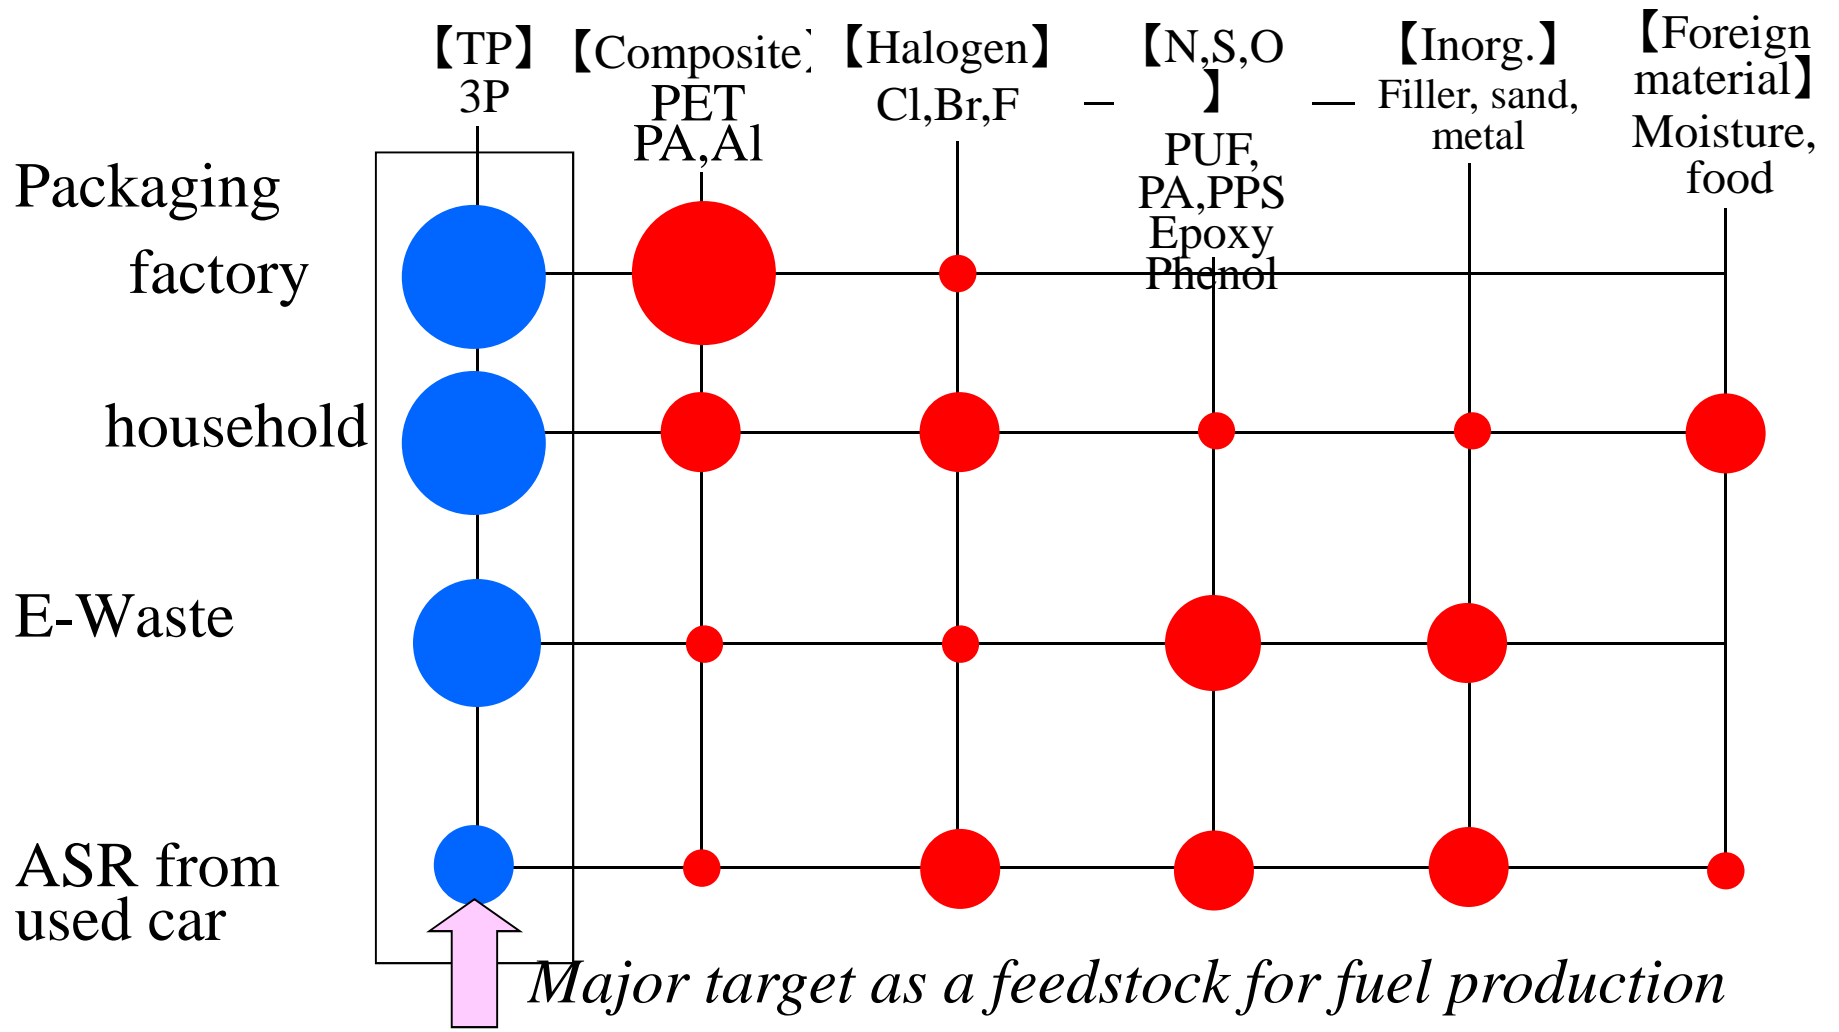 【TP】
3P
【Composite】
PET
PA,Al
【Halogen】
Cl,Br,F
【N,S,O
】
PUF,
PA,PPS
Epoxy
Phenol
【Inorg.】
Filler, sand,
metal
【Foreign
material】
Moisture,
food
Packaging
factory
household
E-Waste
ASR from
used car
Major target as a feedstock for fuel production